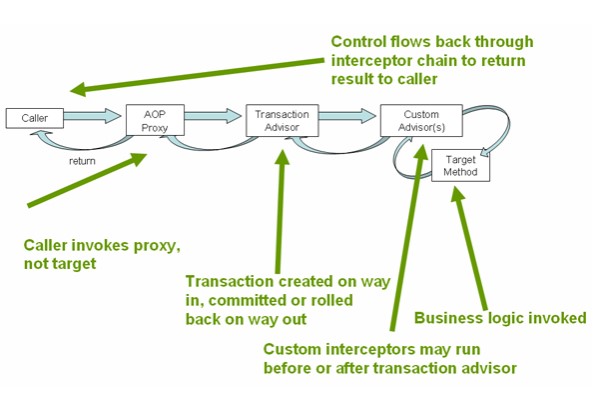 Control flows back through
interceptor chain to return
result to caller
Caller
AOP
Proxy
Transaction
Advisor
Custom
Advisor(s)
return
Target
Method
Caller invokes proxy,
not target
Transaction created on way
in, committed or rolled
back on way out
Business logic invoked
Custom interceptors may run
before or after transaction advisor